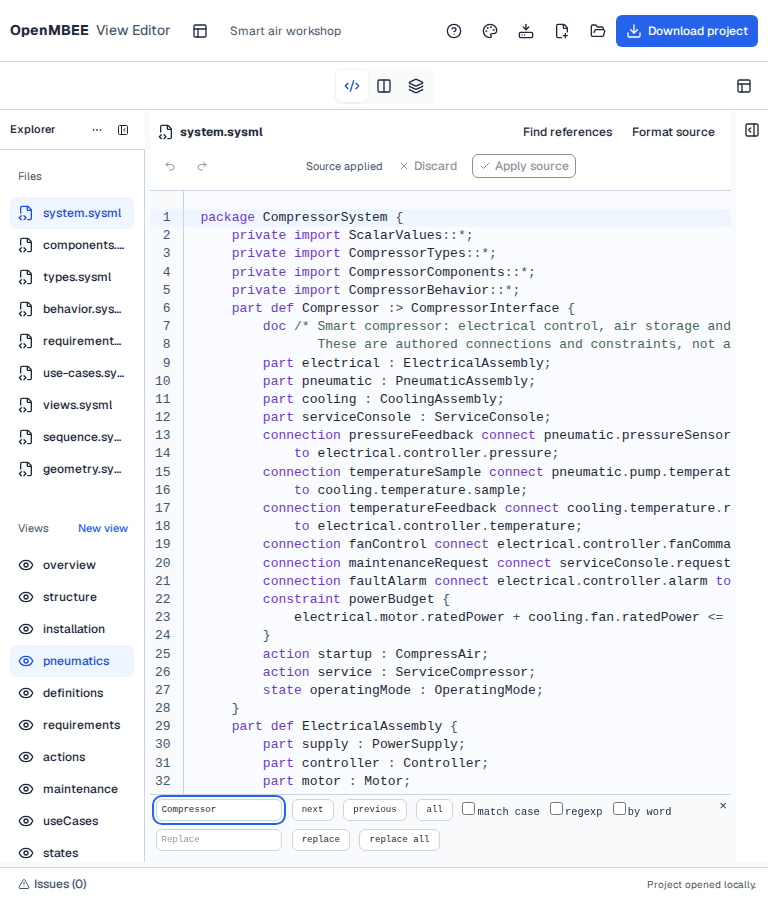 OpenMBEE View Editor Smart air workshop Download project
Explorer ...
system.sysml Find references Format source
Source applied Discard Apply source
Files
system.sysml
components....
types.sysml
behavior.sys...
requirement...
use-cases.sy...
views.sysml
sequence.sy...
geometry.sy...
Views New view
overview
structure
installation
pneumatics
definitions
requirements
actions
maintenance
useCases
states
1 package CompressorSystem {
2 private import ScalarValues::*;
3 private import CompressorTypes::*;
4 private import CompressorComponents::*;
5 private import CompressorBehavior::*;
6 part def Compressor :> CompressorInterface {
7 doc /* Smart compressor: electrical control, air storage and
8 These are authored connections and constraints, not a
9 part electrical : ElectricalAssembly;
10 part pneumatic : PneumaticAssembly;
11 part cooling : CoolingAssembly;
12 part serviceConsole : ServiceConsole;
13 connection pressureFeedback connect pneumatic.pressureSensor
14 to electrical.controller.pressure;
15 connection temperatureSample connect pneumatic.pump.temperat
16 to cooling.temperature.sample;
17 connection temperatureFeedback connect cooling.temperature.r
18 to electrical.controller.temperature;
19 connection fanControl connect electrical.controller.fanComma
20 connection maintenanceRequest connect serviceConsole.request
21 connection faultAlarm connect electrical.controller.alarm to
22 constraint powerBudget {
23 electrical.motor.ratedPower + cooling.fan.ratedPower <=
24 }
25 action startup : CompressAir;
26 action service : ServiceCompressor;
27 state operatingMode : OperatingMode;
28 }
29 part def ElectricalAssembly {
30 part supply : PowerSupply;
31 part controller : Controller;
32 part motor : Motor;
Compressor next previous all match case regexp by word ×
Replace replace replace all
Issues (0) Project opened locally.